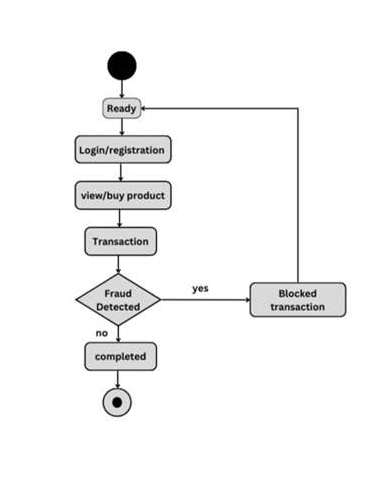 Ready
Login/registration
view/buy product
Transaction
Fraud
Detected
yes
Blocked
transaction
no
completed